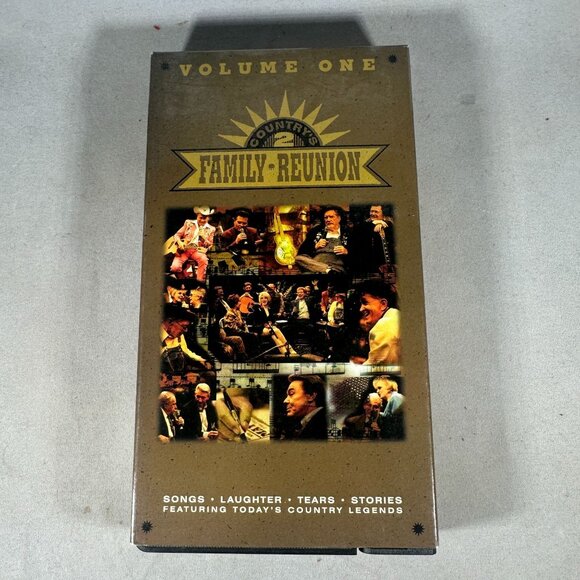 VOLUME ONE
COUNTRY'S
2
FAMILY • REUNION
SONGS • LAUGHTER • TEARS • STORIES
FEATURING TODAY'S COUNTRY LEGENDS